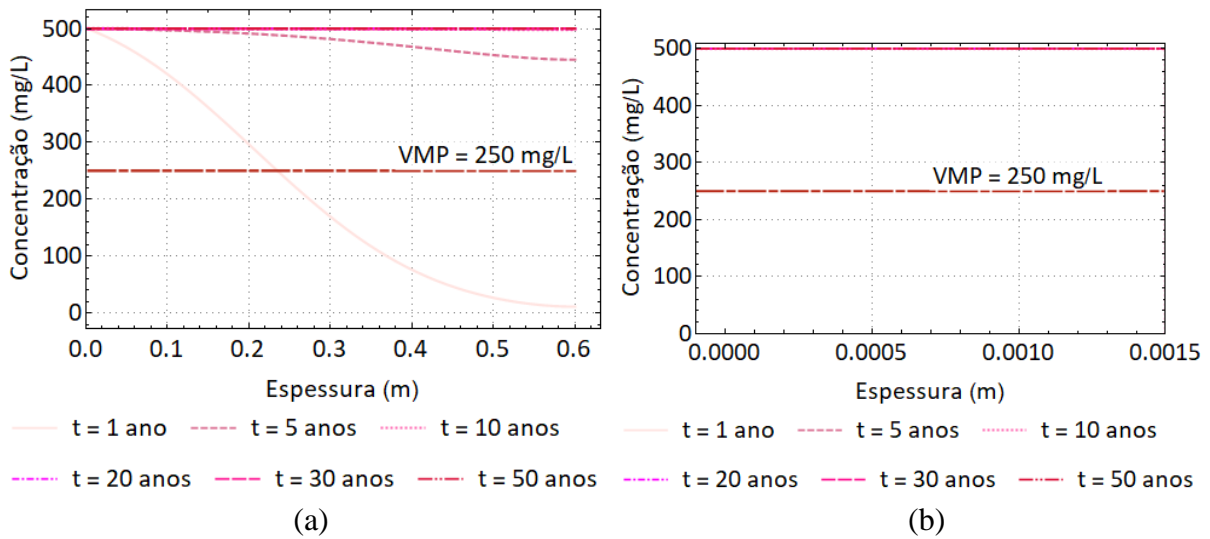 500
400
300
200
100
0
Concentração (mg/L)
VMP = 250 mg/L
0.0 0.1 0.2 0.3 0.4 0.5 0.6
Espessura (m)
t = 1 ano t = 5 anos t = 10 anos
t = 20 anos t = 30 anos t = 50 anos
(a)
500
400
300
200
100
0
Concentração (mg/L)
VMP = 250 mg/L
0.0000 0.0005 0.0010 0.0015
Espessura (m)
t = 1 ano t = 5 anos t = 10 anos
t = 20 anos t = 30 anos t = 50 anos
(b)